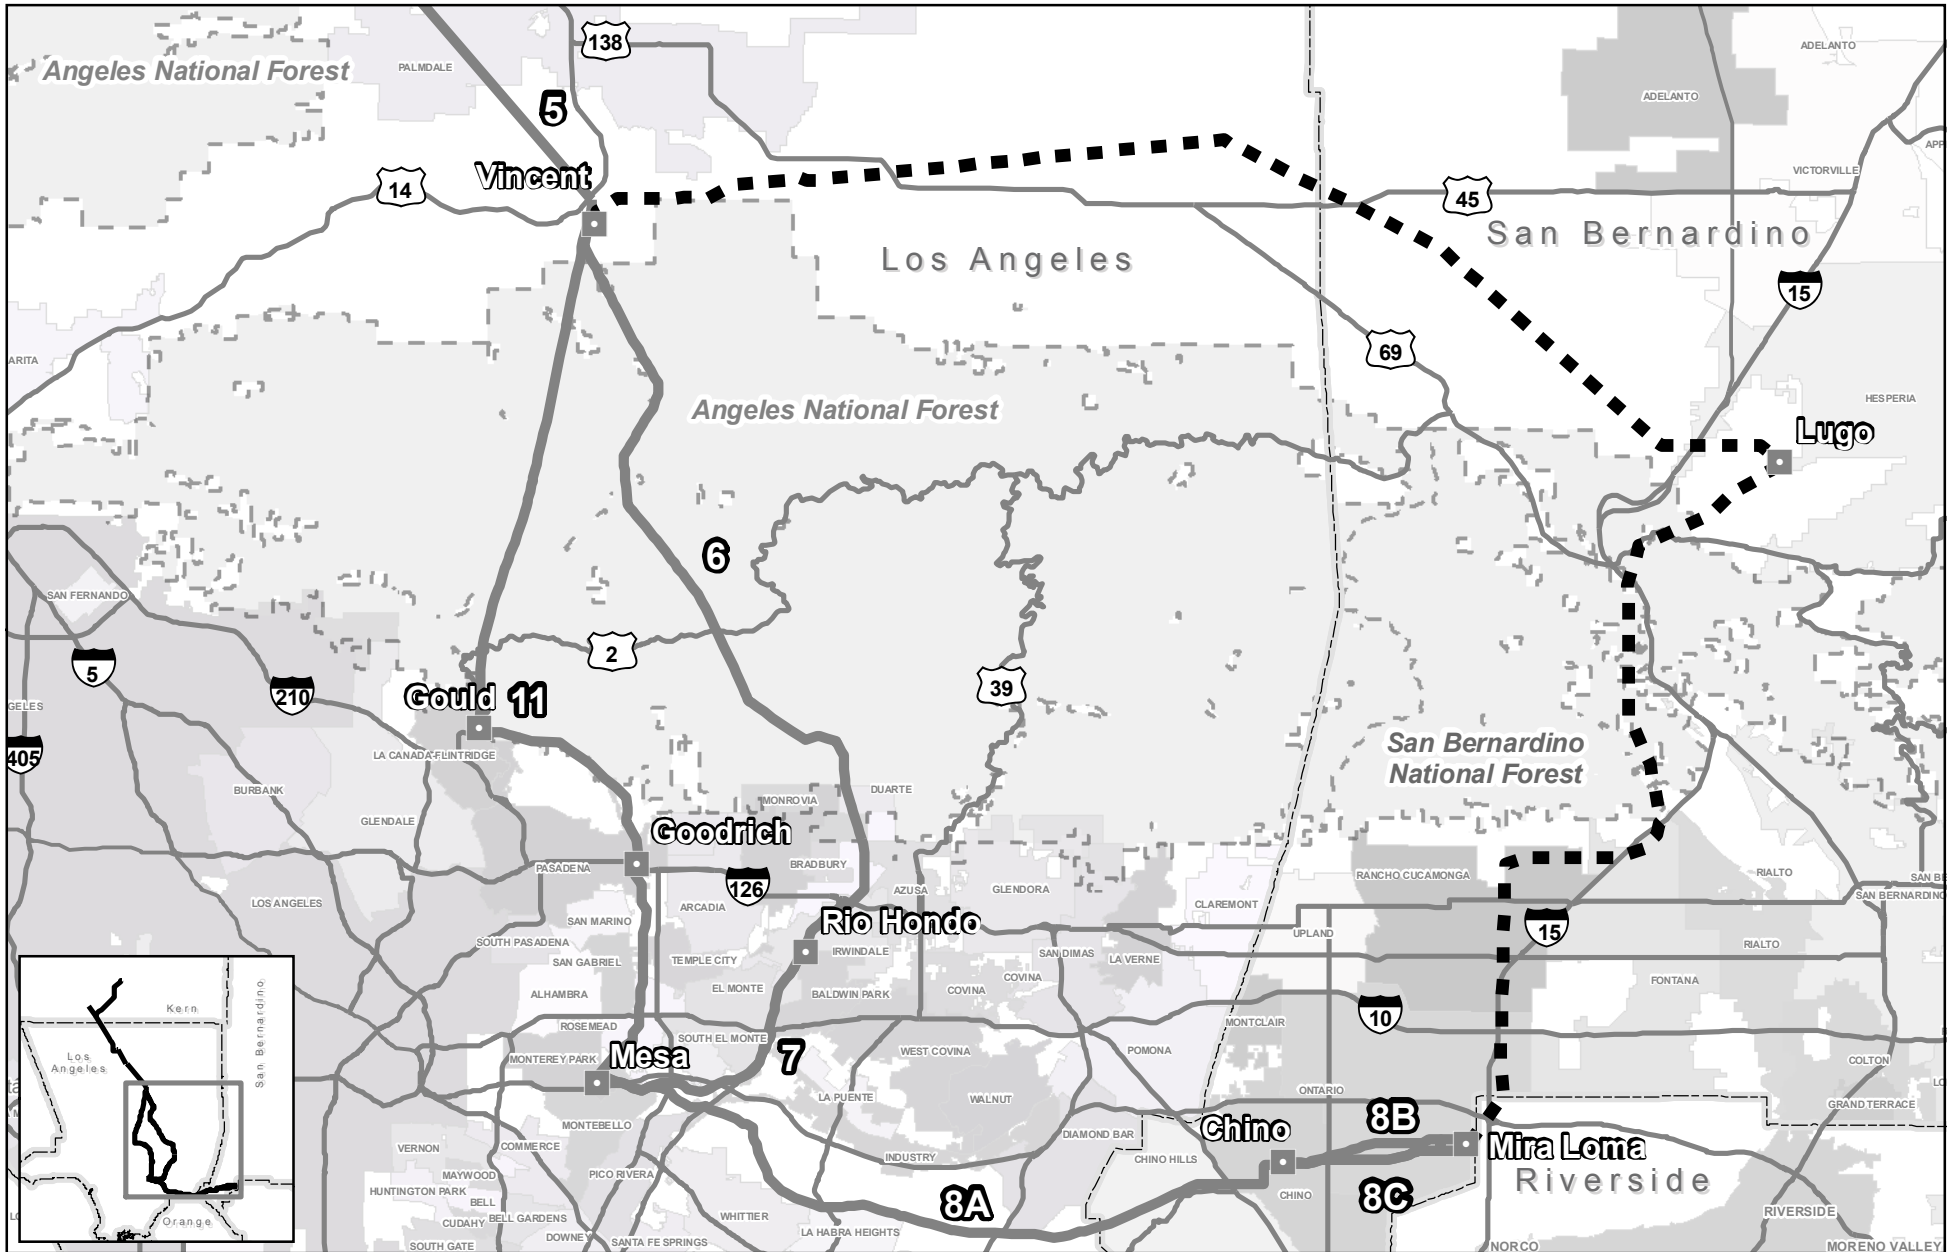 138
ADELANTO
Angeles National Forest
PALMDALE
ADELANTO
5
Vincent
14
VICTORVILLE
APP
45
San Bernardino
Los Angeles
15
ARITA
69
HESPERIA
Angeles National Forest
Lugo
6
SAN FERNANDO
2
5
210
39
Gould
11
GELES
405
LA CANADA-FLINTRIDGE
San Bernardino
National Forest
BURBANK
DUARTE
MONROVIA
GLENDALE
Goodrich
PASADENA
BRADBURY
126
AZUSA
GLENDORA
RANCHO CUCAMONGA
RIALTO
SAN BE
SAN BERNARDINO
LOS ANGELES
ARCADIA
CLAREMONT
SAN MARINO
Rio Hondo
UPLAND
15
SOUTH PASADENA
IRWINDALE
SAN DIMAS
LA VERNE
RIALTO
SAN GABRIEL
TEMPLE CITY
EL MONTE
COVINA
COVINA
FONTANA
ALHAMBRA
BALDWIN PARK
10
Kern
San Bernardino
ROSEMEAD
SOUTH EL MONTE
MONTCLAIR
Los
Angeles
MONTEREY PARK
Mesa
7
WEST COVINA
POMONA
COLTON
LA PUENTE
WALNUT
ONTARIO
GRAND TERRACE
MONTEBELLO
8B
Chino
DIAMOND BAR
VERNON
COMMERCE
Mira Loma
INDUSTRY
CHINO HILLS
MAYWOOD
PICO RIVERA
Riverside
HUNTINGTON PARK
BELL
8A
CHINO
8C
Orange
CUDAHY
BELL GARDENS
WHITTIER
RIVERSIDE
DOWNEY
LA HABRA HEIGHTS
SOUTH GATE
SANTA FE SPRINGS
NORCO
MORENO VALLEY